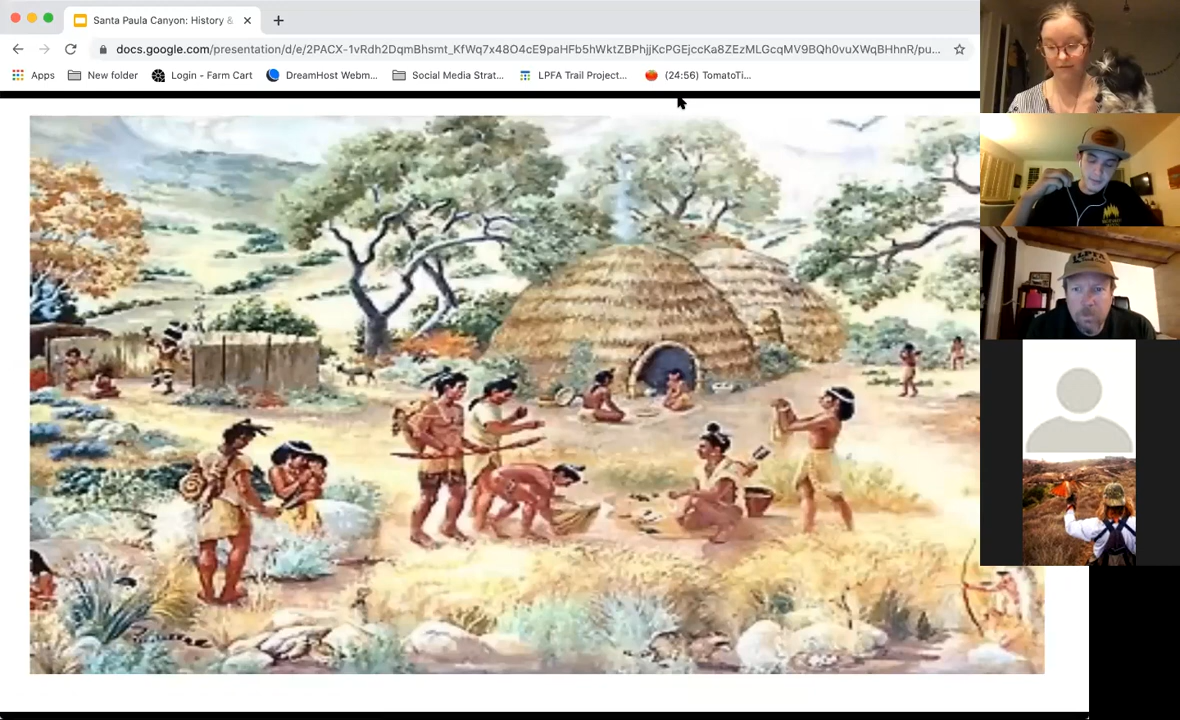 Santa Paula Canyon: History &
docs.google.com/presentation/d/e/2PACX-1vRdh2DqmBhsmt_KfWq7x48O4cE9paHFb5hWktZBPhjjKcPGEjccKa8ZEzMLGcqMV9BQh0vuXWqBHhnR/pu...
Apps New folder Login - Farm Cart DreamHost Webm... Social Media Strat... LPFA Trail Project... (24:56) TomatoTi...
LPFA